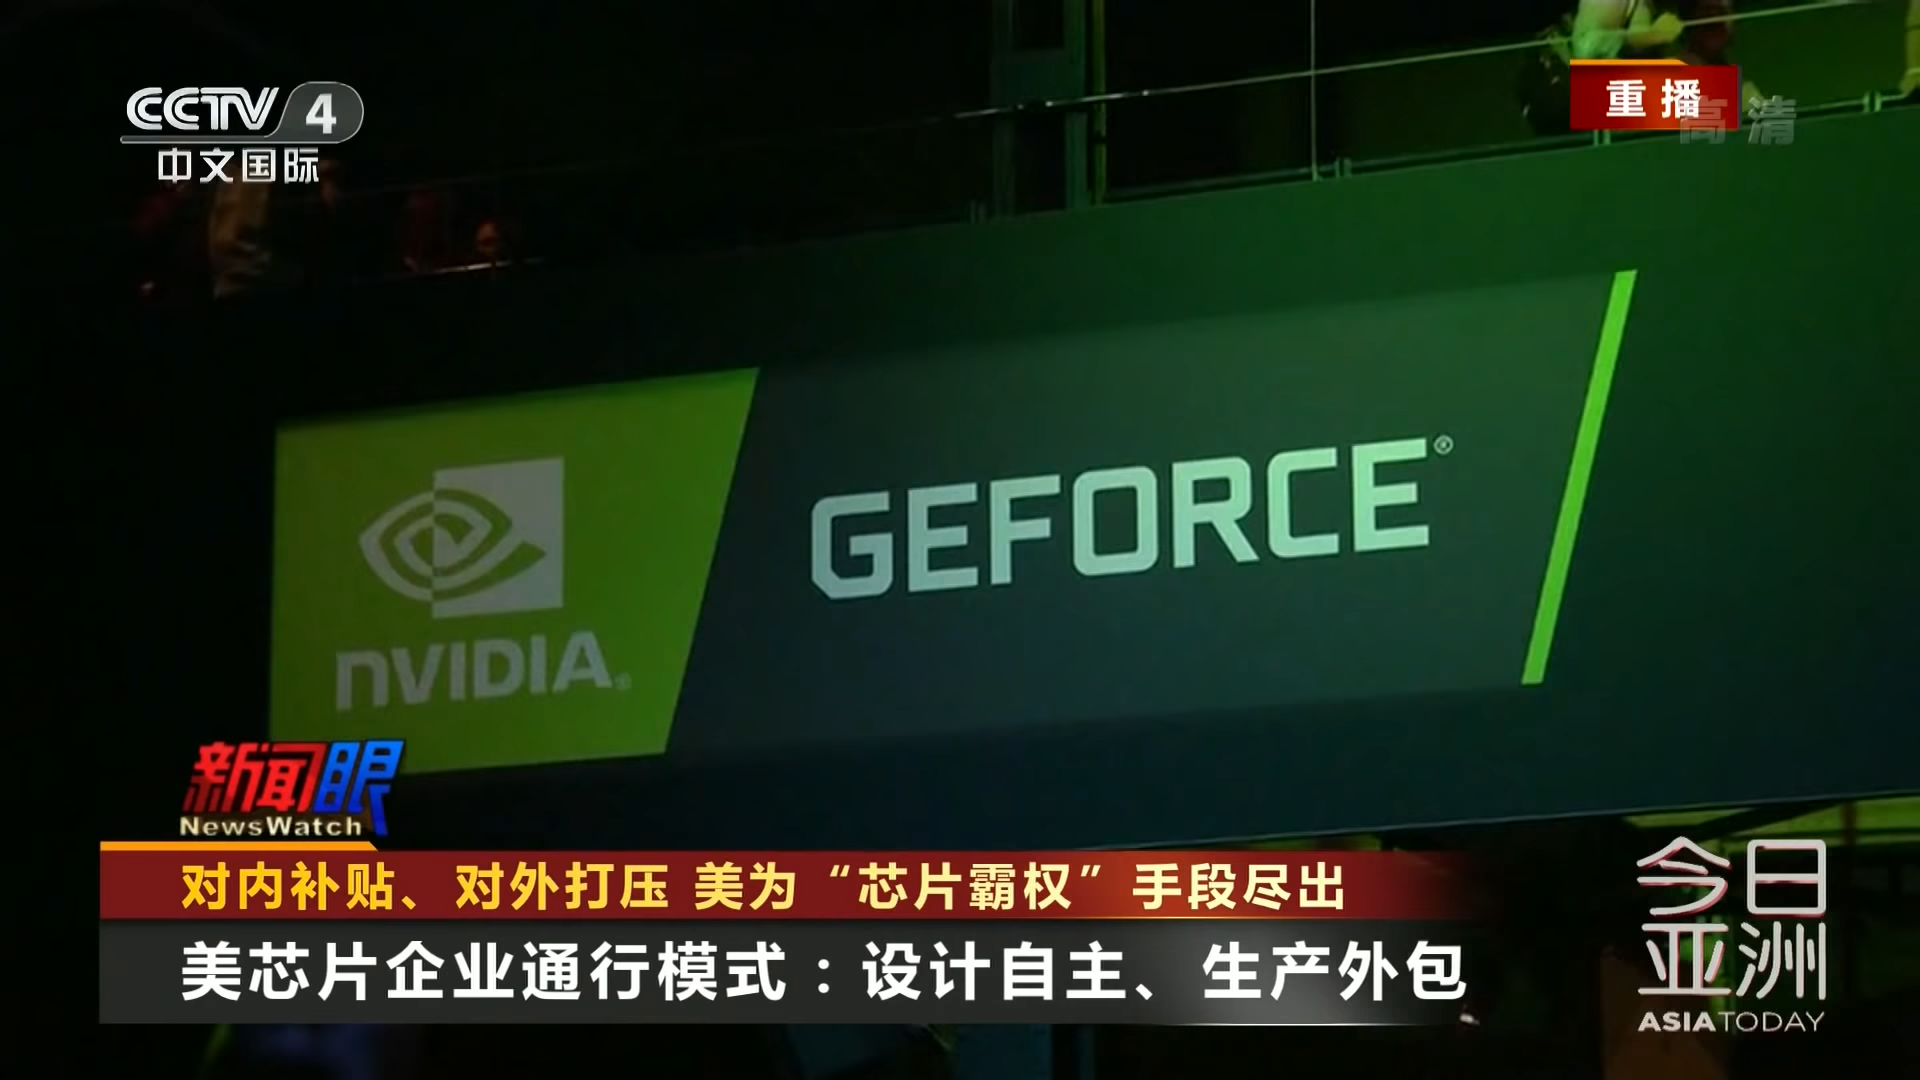 CCTV 4
中文国际
重播
高清
GEFORCE®
NVIDIA®
新闻眼
NewsWatch
对内补贴、对外打压 美为“芯片霸权”手段尽出
美芯片企业通行模式：设计自主、生产外包
今日
亚洲
ASIA TODAY